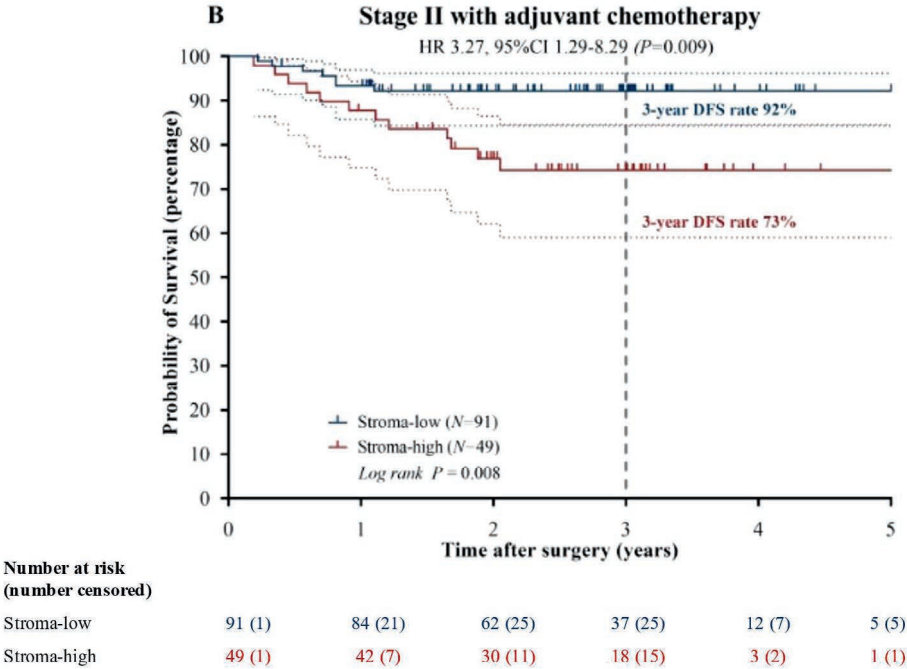 B Stage II with adjuvant chemotherapy
HR 3.27, 95%CI 1.29-8.29 (P=0.009)
100
90
80
70
60
50
40
30
20
10
0
Probability of Survival (percentage)
3-year DFS rate 92%
3-year DFS rate 73%
Stroma-low (N=91)
Stroma-high (N=49)
Log rank P = 0.008
0 1 2 3 4 5
Time after surgery (years)
Number at risk
(number censored)
Stroma-low 91 (1) 84 (21) 62 (25) 37 (25) 12 (7) 5 (5)
Stroma-high 49 (1) 42 (7) 30 (11) 18 (15) 3 (2) 1 (1)